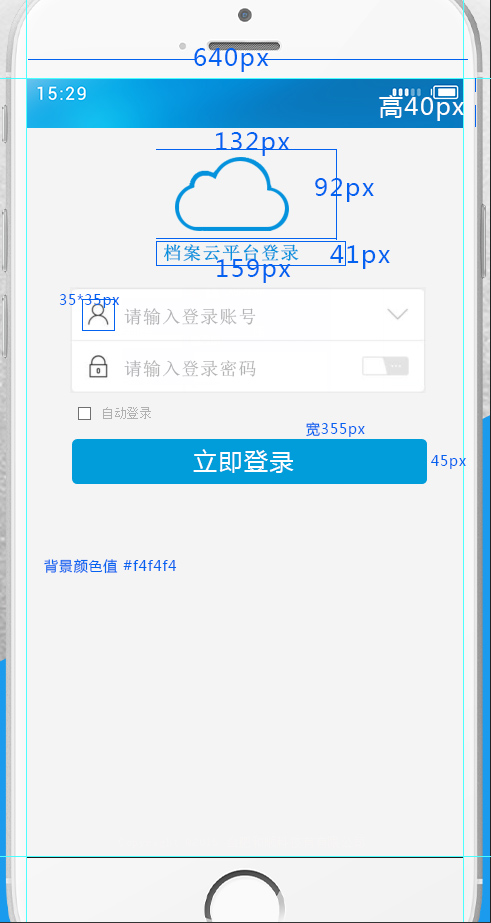 640px
15:29
高40px
132px
92px
档案云平台登录
41px
159px
35*35px
请输入登录账号
请输入登录密码
自动登录
宽355px
立即登录
45px
背景颜色值 #f4f4f4